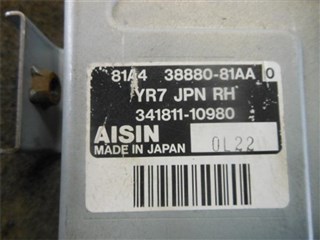 81A4 38880-81AA 0
YR7 JPN RH
341811-10980
AISIN
MADE IN JAPAN
0L22